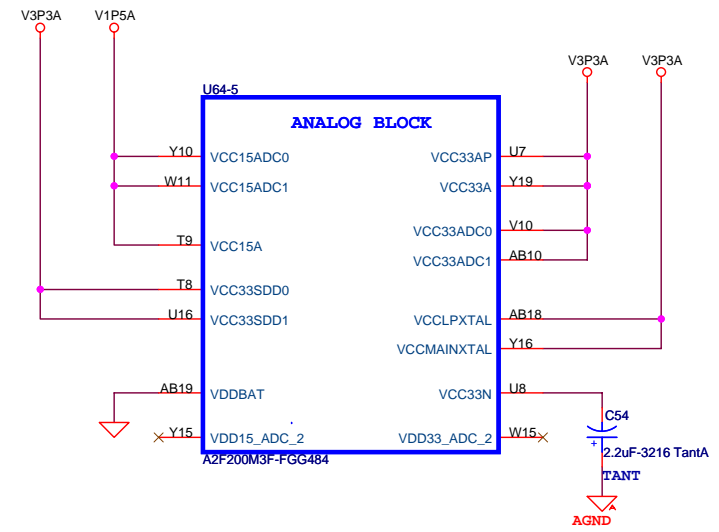 V3P3A
V1P5A
V3P3A
V3P3A
U64-5
ANALOG BLOCK
Y10
VCC15ADC0
VCC33AP
U7
W11
VCC15ADC1
VCC33A
Y19
VCC33ADC0
V10
T9
VCC15A
VCC33ADC1
AB10
T8
VCC33SDD0
U16
VCC33SDD1
VCCLPXTAL
AB18
VCCMAINXTAL
Y16
AB19
VDDBAT
VCC33N
U8
C54
Y15
VDD15_ADC_2
VDD33_ADC_2
W15
+
2.2uF-3216 TantA
A2F200M3F-FGG484
TANT
A
AGND